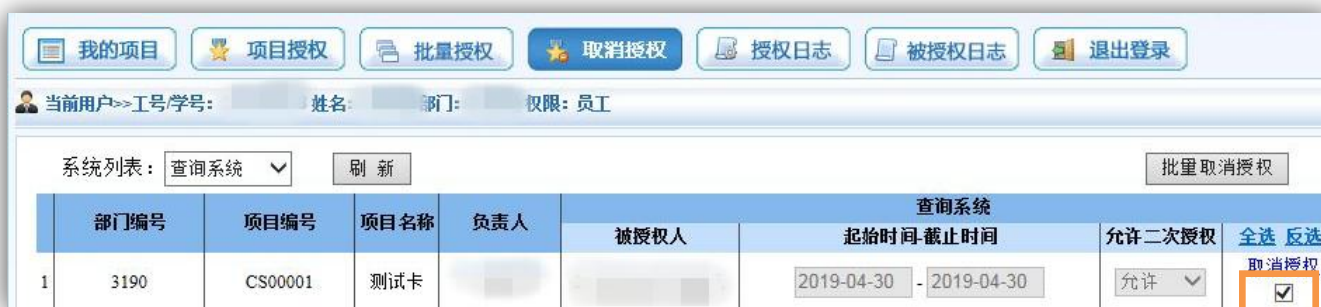 我的项目 项目授权 批量授权 取消授权 授权日志 被授权日志 退出登录
当前用户>>工号/学号: 姓名: 部门: 权限: 员工
系统列表: 查询系统 刷 新 批里取消授权
部门编号 项目编号 项目名称 负责人 查询系统
被授权人 起始时间-截止时间 允许二次授权 全选 反选
1 3190 CS00001 测试卡 2019-04-30 - 2019-04-30 允许 取消授权